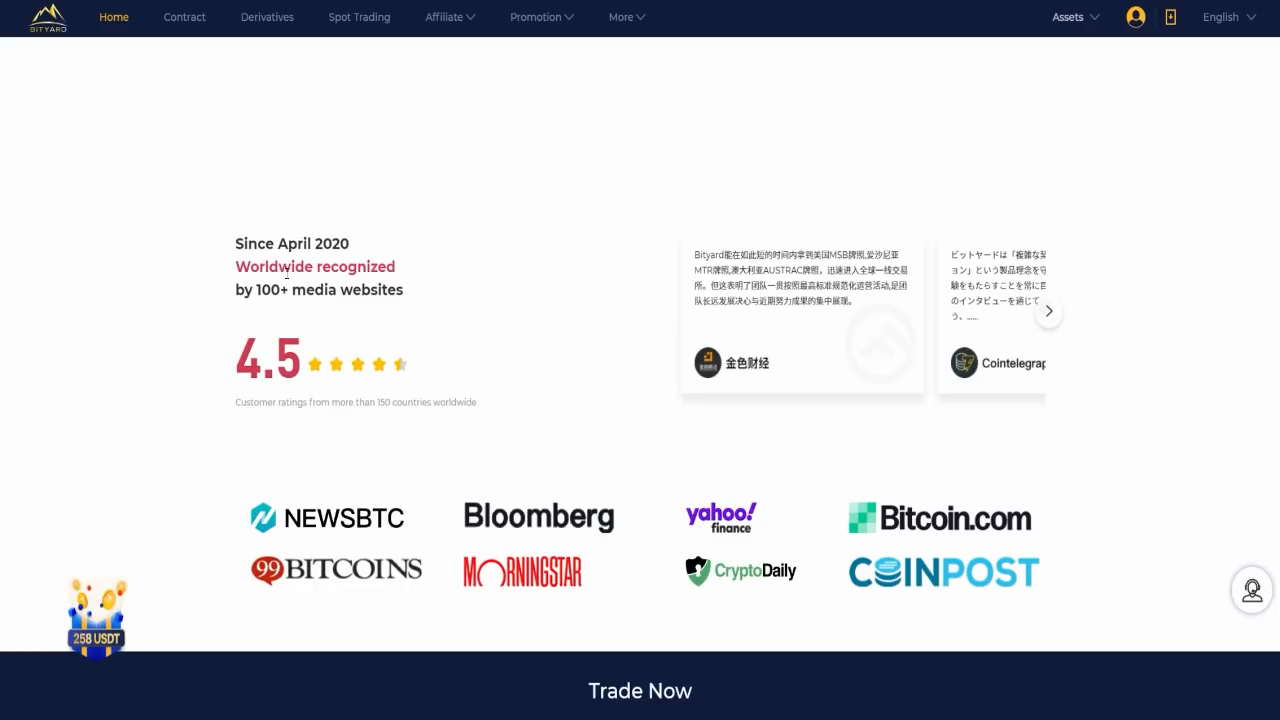 BITYARD
Home
Contract
Derivatives
Spot Trading
Affiliate
Promotion
More
Assets
English
Since April 2020
Worldwide recognized
by 100+ media websites
4.5
Customer ratings from more than 150 countries worldwide
Bityard能在如此短的时间内拿到美国MSB牌照,爱沙尼亚
MTR牌照,澳大利亚AUSTRAC牌照，迅速进入全球一线交易
所。但这表明了团队一贯按照最高标准规范化运营活动,是团
队长远发展决心与近期努力成果的集中展现。
金色财经
ビットヤードは「複雑な契
ョン」という製品理念を守
験をもたらすことを常に目
のインタビューを通じて
う、......
Cointelegrap
NEWSBTC
Bloomberg
yahoo!
finance
Bitcoin.com
99BITCOINS
MORNINGSTAR
CryptoDaily
COINPOST
258 USDT
Trade Now